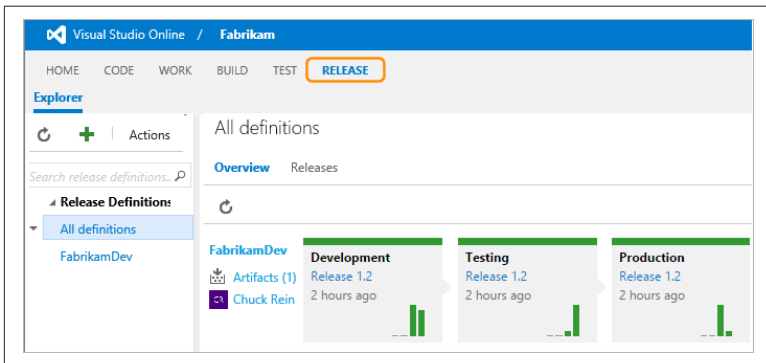 Visual Studio Online / Fabrikam
HOME CODE WORK BUILD TEST RELEASE
Explorer
Actions
Search release definitions..
Release Definitions
All definitions
FabrikamDev
All definitions
Overview Releases
FabrikamDev
Artifacts (1)
CR Chuck Rein
Development
Release 1.2
2 hours ago
Testing
Release 1.2
2 hours ago
Production
Release 1.2
2 hours ago